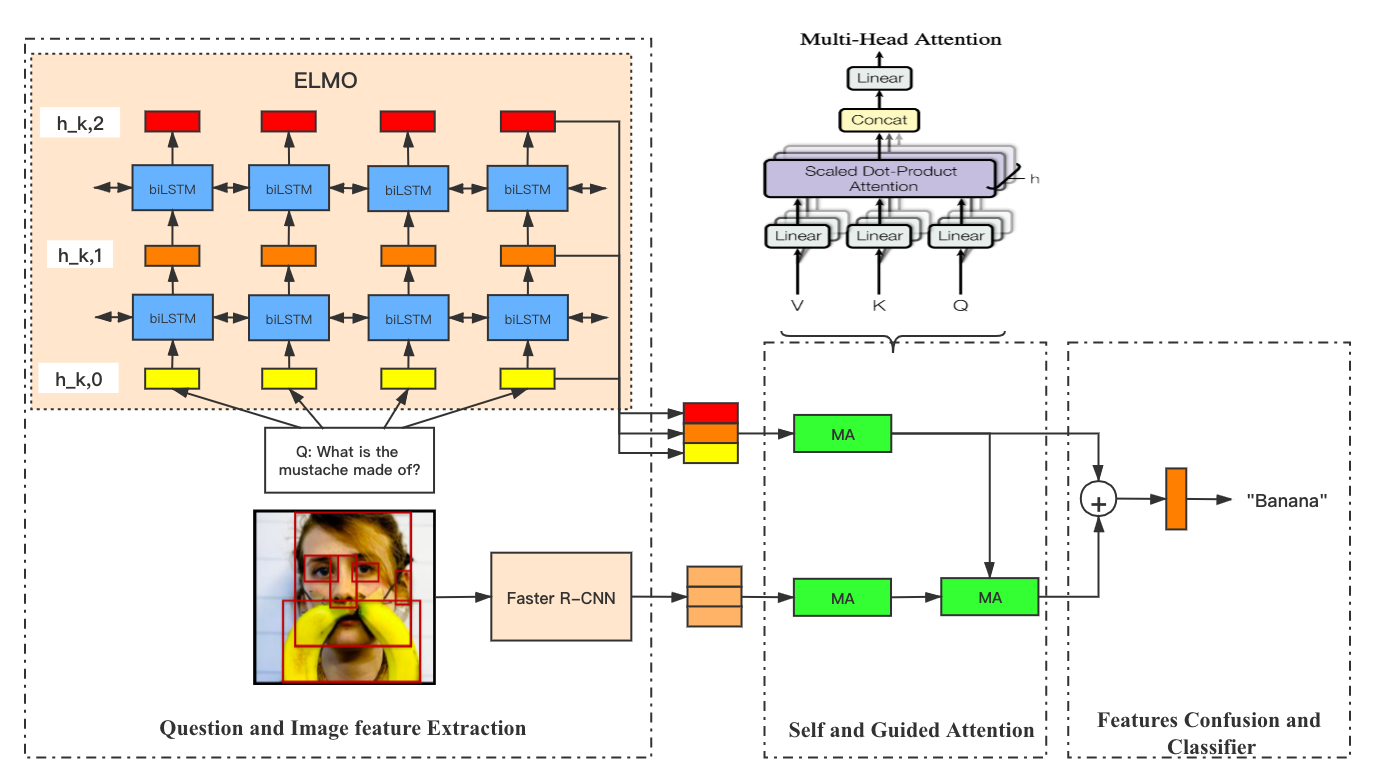 ELMO
h_k,2
biLSTM
biLSTM
biLSTM
biLSTM
h_k,1
biLSTM
biLSTM
biLSTM
biLSTM
h_k,0
Q: What is the
mustache made of?
Faster R-CNN
Question and Image feature Extraction
Multi-Head Attention
Linear
Concat
Scaled Dot-Product
Attention
h
Linear
Linear
Linear
V
K
Q
MA
MA
MA
Self and Guided Attention
+
"Banana"
Features Confusion and
Classifier